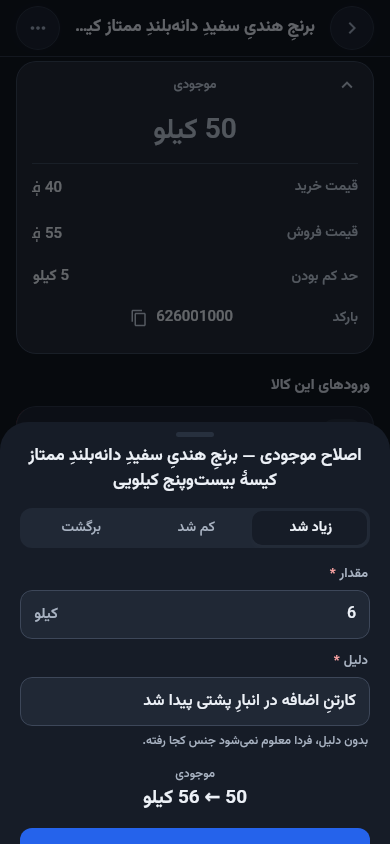 برنجِ هندیِ سفیدِ دانه‌بلندِ ممتاز کیـ...
موجودی
50 کیلو
قیمت خرید
40 ؋
قیمت فروش
55 ؋
حد کم بودن
5 کیلو
بارکد
626001000
ورودهای این کالا
اصلاح موجودی — برنجِ هندیِ سفیدِ دانه‌بلندِ ممتاز
کیسهٔ بیست‌وپنج کیلویی
زیاد شد
کم شد
برگشت
مقدار *
6 کیلو
دلیل *
کارتنِ اضافه در انبارِ پشتی پیدا شد
بدون دلیل، فردا معلوم نمی‌شود جنس کجا رفته.
موجودی
50 ← 56 کیلو